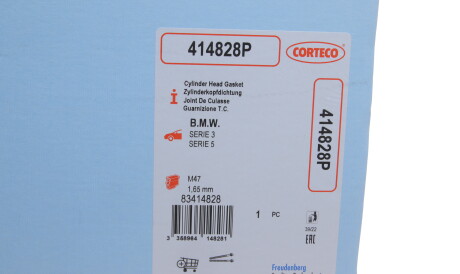 414828P
CORTECO
Cylinder Head Gasket
Zylinderkopfdichtung
Joint De Culasse
Guarnizione T.C.
B.M.W.
SERIE 3
SERIE 5
414828P
M47
1,65 mm
83414828
1 PC
EAC
Freudenberg